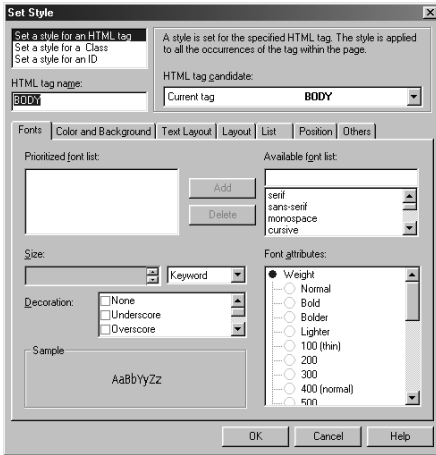 Set Style
Set a style for an HTML tag
Set a style for a Class
Set a style for an ID
A style is set for the specified HTML tag. The style is applied
to all the occurrences of the tag within the page.
HTML tag name:
BODY
HTML tag candidate:
Current tag BODY
Fonts Color and Background Text Layout Layout List Position Others
Prioritized font list:
Available font list:
Add
Delete
serif
sans-serif
monospace
cursive
Size:
Keyword
Font attributes:
Weight
Normal
Bold
Bolder
Lighter
100 (thin)
200
300
400 (normal)
500
Decoration:
None
Underscore
Overscore
Sample
AaBbYyZz
OK Cancel Help